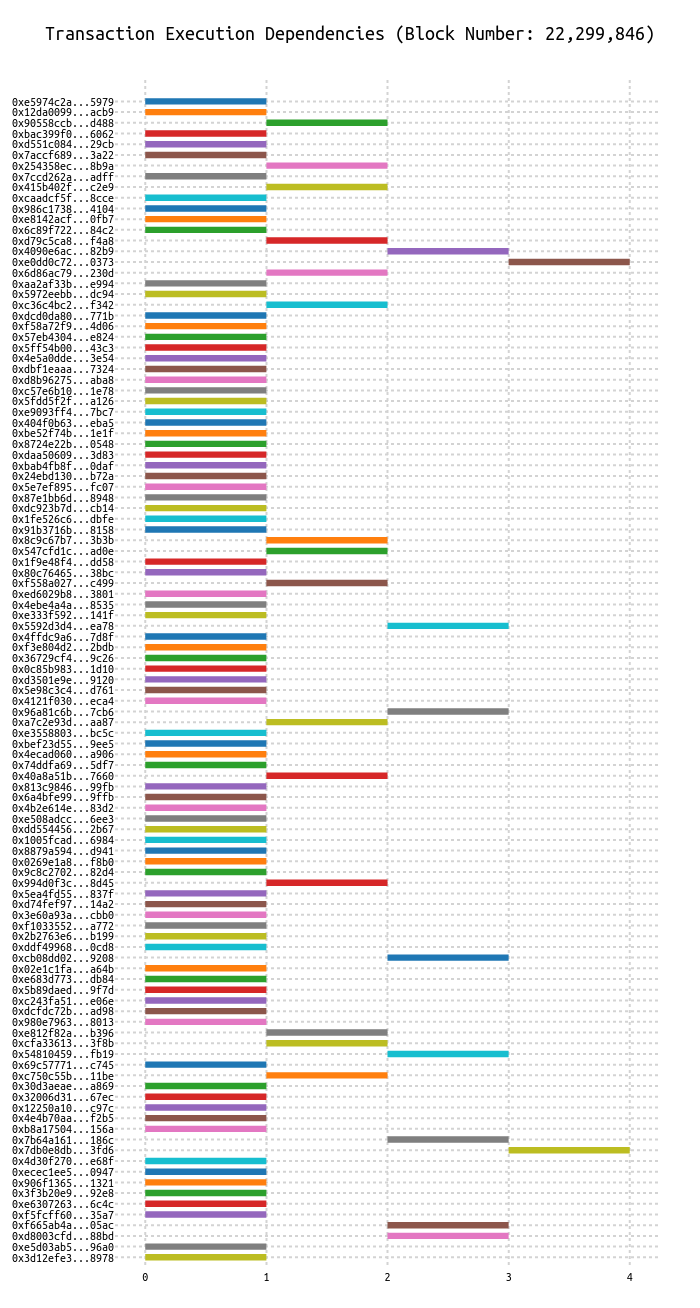 Transaction Execution Dependencies (Block Number: 22,299,846)
0xe5974c2a...5979
0x12da0099...acb9
0x90558ccb...d488
0xbac399f0...6062
0xd551c084...29cb
0x7accf689...3a22
0x254358ec...8b9a
0x7ccd262a...adff
0x415b402f...c2e9
0xcaadcf5f...8cce
0x986c1738...4104
0xe8142acf...0fb7
0x6c89f722...84c2
0xd79c5ca8...f4a8
0x4090e6ac...82b9
0xe0dd0c72...0373
0x6d86ac79...230d
0xaa2af33b...e994
0x5972eebb...dc94
0xc36c4bc2...f342
0xdcd0da80...771b
0xf58a72f9...4d06
0x57eb4304...e824
0x5ff54b00...43c3
0x4e5a0dde...3e54
0xdbf1eaaa...7324
0xd8b96275...aba8
0xc57e6b10...1e78
0x5fdd5f2f...a126
0xe9093ff4...7bc7
0x404f0b63...eba5
0xbe52f74b...1e1f
0x8724e22b...0548
0xdaa50609...3d83
0xbab4fb8f...0daf
0x24ebd130...b72a
0x5e7ef895...fc07
0x87e1bb6d...8948
0xdc923b7d...cb14
0x1fe526c6...dbfe
0x91b3716b...8158
0x8c9c67b7...3b3b
0x547cfd1c...ad0e
0x1f9e48f4...dd58
0x80c76465...38bc
0xf558a027...c499
0xed6029b8...3801
0x4ebe4a4a...8535
0xe333f592...141f
0x5592d3d4...ea78
0x4ffdc9a6...7d8f
0xf3e804d2...2bdb
0x36729cf4...9c26
0x0c85b983...1d10
0xd3501e9e...9120
0x5e98c3c4...d761
0x4121f030...eca4
0x96a81c6b...7cb6
0xa7c2e93d...aa87
0xe3558803...bc5c
0xbef23d55...9ee5
0x4ecad060...a906
0x74ddfa69...5df7
0x40a8a51b...7660
0x813c9846...99fb
0x6a4bfe99...9ffb
0x4b2e614e...83d2
0xe508adcc...6ee3
0xdd554456...2b67
0x1005fcad...6984
0x8879a594...d941
0x0269e1a8...f8b0
0x9c8c2702...82d4
0x994d0f3c...8d45
0x5ea4fd55...837f
0xd74fef97...14a2
0x3e60a93a...cbb0
0xf1033552...a772
0x2b2763e6...b199
0xddf49968...0cd8
0xcb08dd02...9208
0x02e1c1fa...a64b
0xe683d773...db84
0x5b89daed...9f7d
0xc243fa51...e06e
0xdcfdc72b...ad98
0x980e7963...8013
0xe812f82a...b396
0xcfa33613...3f8b
0x54810459...fb19
0x69c57771...c745
0xc750c55b...11be
0x30d3aeae...a869
0x32006d31...67ec
0x12250a10...c97c
0x4e4b70aa...f2b5
0xb8a17504...156a
0x7b64a161...186c
0x7db0e8db...3fd6
0x4d30f270...e68f
0xecec1ee5...0947
0x906f1365...1321
0x3f3b20e9...92e8
0xe6307263...6c4c
0xf5fcff60...35a7
0xf665ab4a...05ac
0xd8003cfd...88bd
0xe5d03ab5...96a0
0x3d12efe3...8978
0 1 2 3 4